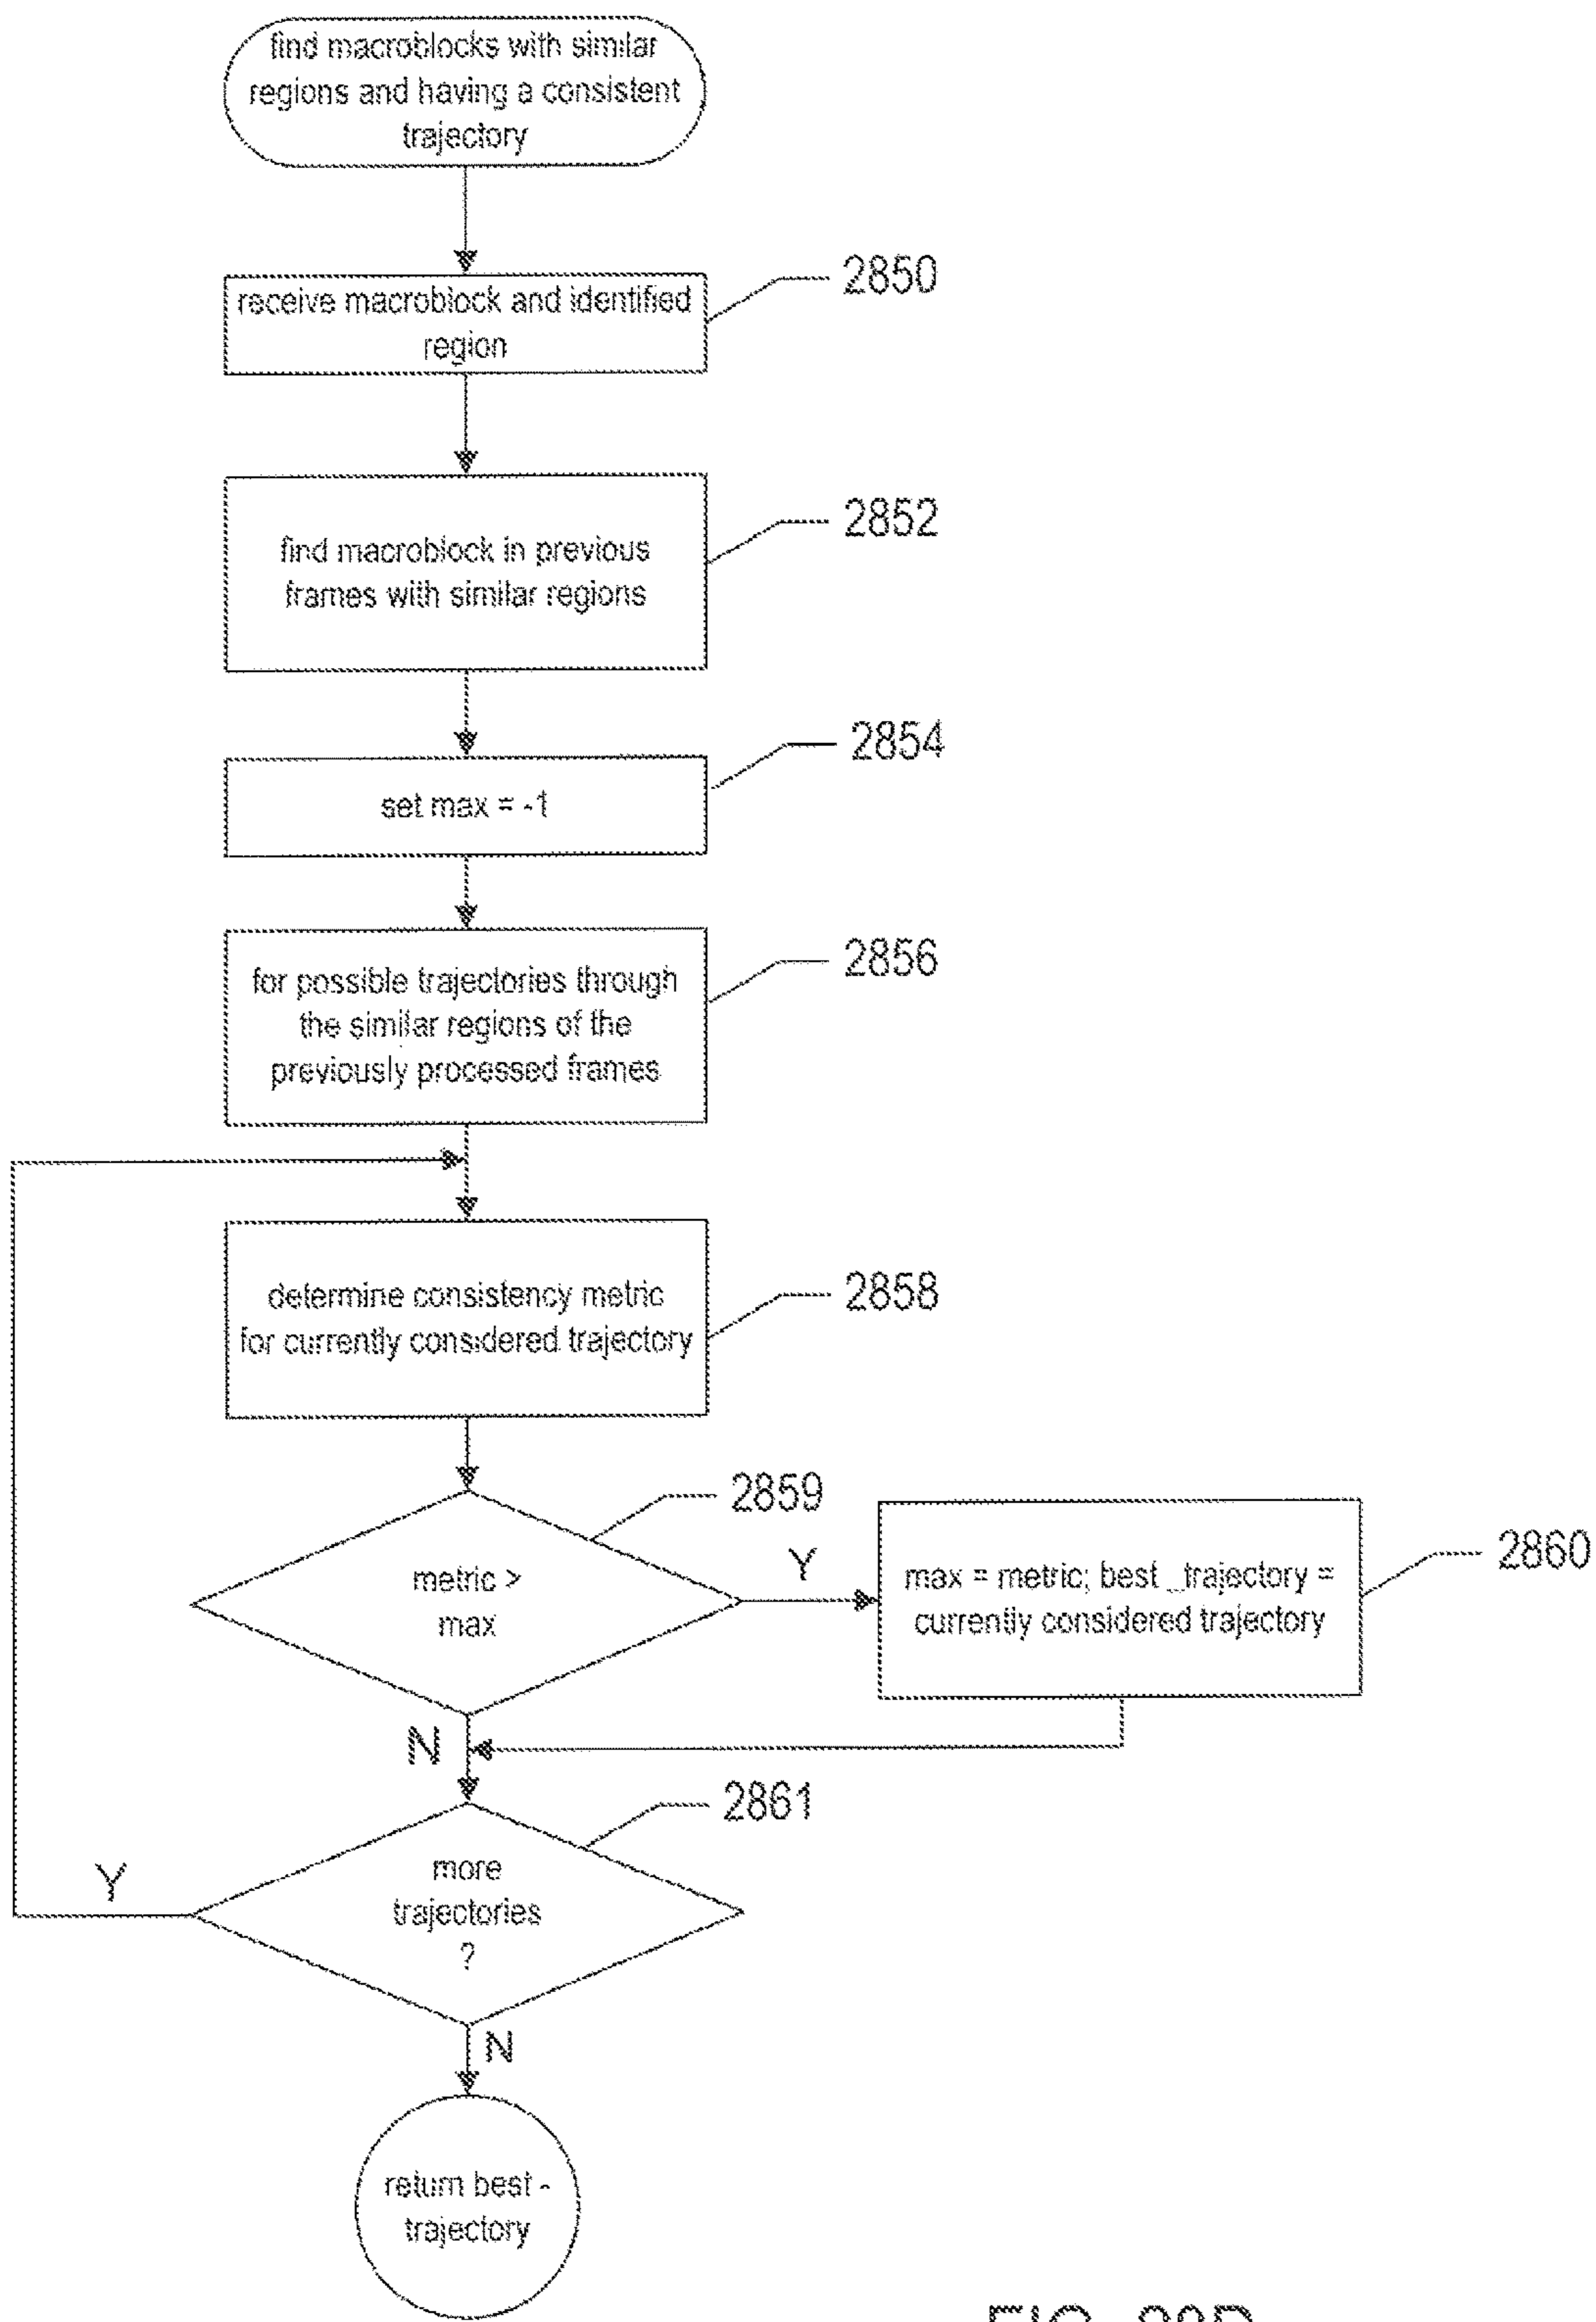 find macroblocks with similar
regions and having a consistent
trajectory
2850
receive macroblock and identified
region
2852
find macroblock in previous
frames with similar regions
2854
set max = -1
2856
for possible trajectories through
the similar regions of the
previously processed frames
2858
determine consistency metric
for currently considered trajectory
2859
metric >
max
Y
2860
max = metric; best_trajectory =
currently considered trajectory
N
2861
more
trajectories
?
Y
N
return best -
trajectory
FIG.